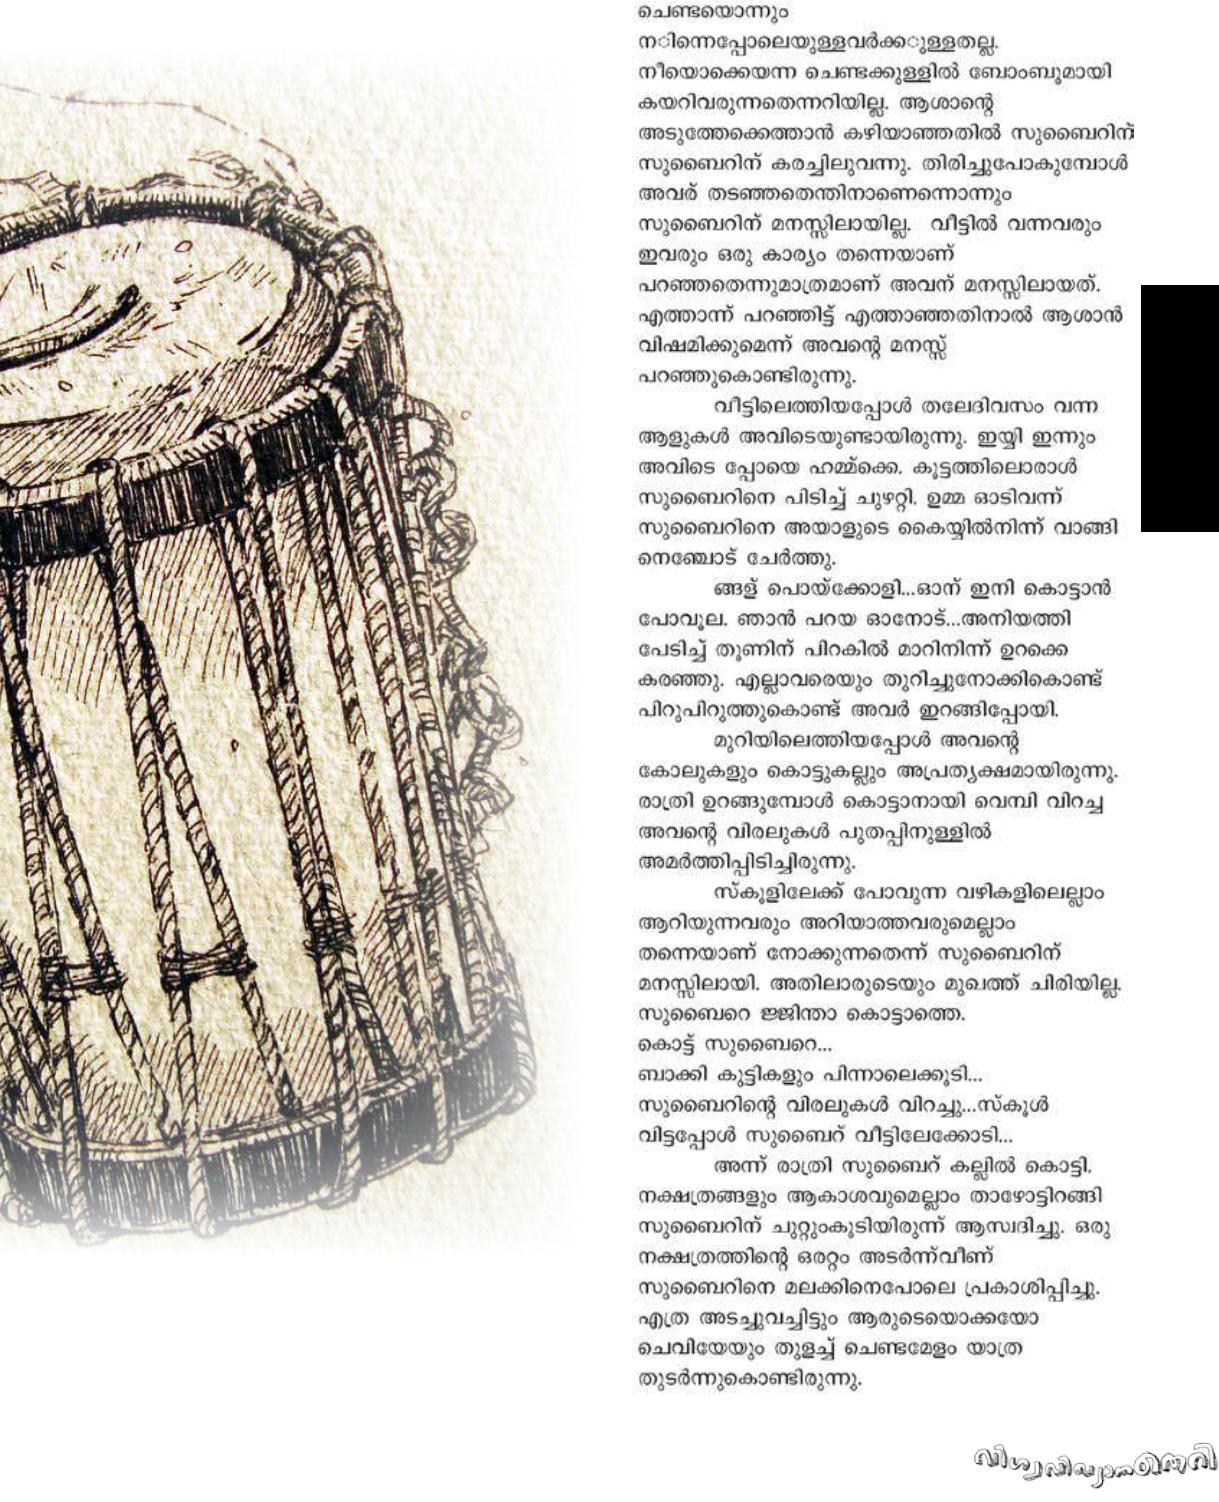 ചെണ്ടയൊന്നും
നിന്നെപ്പോലെയുള്ളവർക്കുള്ളതല്ല.
നീയൊക്കെയന്ന ചെണ്ടക്കുള്ളിൽ ബോംബുമായി
കയറിവരുന്നതെന്നറിയില്ല. ആശാന്റെ
അടുത്തേക്കെത്താൻ കഴിയാഞ്ഞതിൽ സുബൈറിന്
സുബൈറിന് കരച്ചിലുവന്നു. തിരിച്ചുപോകുമ്പോൾ
അവര് തടഞ്ഞതെന്തിനാണെന്നൊന്നും
സുബൈറിന് മനസ്സിലായില്ല. വീട്ടിൽ വന്നവരും
ഇവരും ഒരു കാര്യം തന്നെയാണ്
പറഞ്ഞതെന്നുമാത്രമാണ് അവന് മനസ്സിലായത്.
എത്താന്ന് പറഞ്ഞിട്ട് എത്താഞ്ഞതിനാൽ ആശാൻ
വിഷമിക്കുമെന്ന് അവന്റെ മനസ്സ്
പറഞ്ഞുകൊണ്ടിരുന്നു.
വീട്ടിലെത്തിയപ്പോൾ തലേദിവസം വന്ന
ആളുകൾ അവിടെയുണ്ടായിരുന്നു. ഇയ്യി ഇന്നും
അവിടെ പ്പോയെ ഹമ്മ്ക്കെ. കൂട്ടത്തിലൊരാൾ
സുബൈറിനെ പിടിച്ച് ചുഴറ്റി. ഉമ്മ ഓടിവന്ന്
സുബൈറിനെ അയാളുടെ കൈയ്യിൽനിന്ന് വാങ്ങി
നെഞ്ചോട് ചേർത്തു.
ങ്ങള് പൊയ്ക്കോളി...ഓന് ഇനി കൊട്ടാൻ
പോവൂല. ഞാൻ പറയ ഓനോട്...അനിയത്തി
പേടിച്ച് തൂണിന് പിറകിൽ മാറിനിന്ന് ഉറക്കെ
കരഞ്ഞു. എല്ലാവരെയും തുറിച്ചുനോക്കികൊണ്ട്
പിറുപിറുത്തുകൊണ്ട് അവർ ഇറങ്ങിപ്പോയി.
മുറിയിലെത്തിയപ്പോൾ അവന്റെ
കോലുകളും കൊട്ടുകല്ലും അപ്രത്യക്ഷമായിരുന്നു.
രാത്രി ഉറങ്ങുമ്പോൾ കൊട്ടാനായി വെമ്പി വിറച്ച
അവന്റെ വിരലുകൾ പുതപ്പിനുള്ളിൽ
അമർത്തിപ്പിടിച്ചിരുന്നു.
സ്കൂളിലേക്ക് പോവുന്ന വഴികളിലെല്ലാം
ആറിയുന്നവരും അറിയാത്തവരുമെല്ലാം
തന്നെയാണ് നോക്കുന്നതെന്ന് സുബൈറിന്
മനസ്സിലായി. അതിലാരുടെയും മുഖത്ത് ചിരിയില്ല.
സുബൈറെ ജ്ജിന്താ കൊട്ടാത്തെ.
കൊട്ട് സുബൈറെ...
ബാക്കി കുട്ടികളും പിന്നാലെക്കൂടി...
സുബൈറിന്റെ വിരലുകൾ വിറച്ചു...സ്കൂൾ
വിട്ടപ്പോൾ സുബൈറ് വീട്ടിലേക്കോടി...
അന്ന് രാത്രി സുബൈറ് കല്ലിൽ കൊട്ടി.
നക്ഷത്രങ്ങളും ആകാശവുമെല്ലാം താഴോട്ടിറങ്ങി
സുബൈറിന് ചുറ്റുംകൂടിയിരുന്ന് ആസ്വദിച്ചു. ഒരു
നക്ഷത്രത്തിന്റെ ഒരറ്റം അടർന്ന്‌വീണ്
സുബൈറിനെ മലക്കിനെപോലെ പ്രകാശിപ്പിച്ചു.
എത്ര അടച്ചുവച്ചിട്ടും ആരുടെയൊക്കയോ
ചെവിയേയും തുളച്ച് ചെണ്ടമേളം യാത്ര
തുടർന്നുകൊണ്ടിരുന്നു.